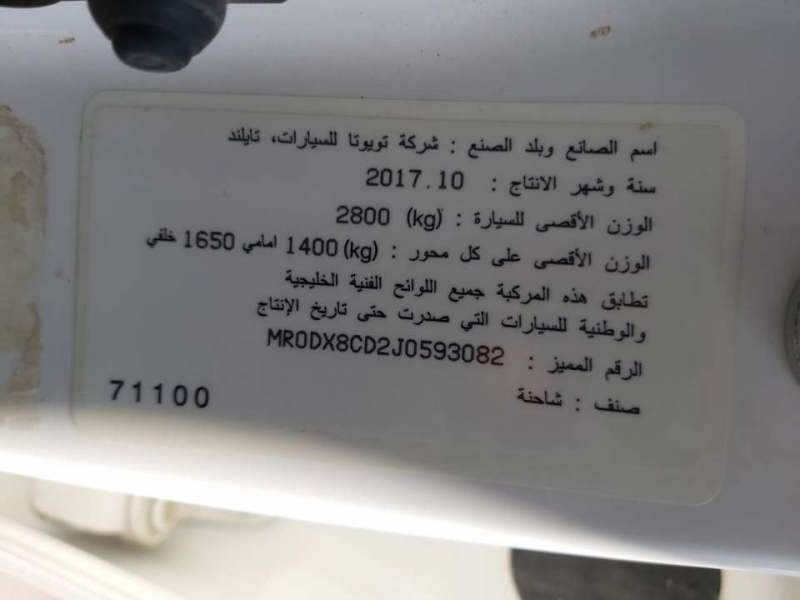 اسم الصانع وبلد الصنع : شركة تويوتا للسيارات، تايلند
سنة وشهر الانتاج : 2017.10
الوزن الأقصى للسيارة : (kg) 2800
الوزن الأقصى على كل محور : (kg) 1400 امامي 1650 خلفي
تطابق هذه المركبة جميع اللوائح الفنية الخليجية
والوطنية للسيارات التي صدرت حتى تاريخ الإنتاج
الرقم المميز : MR0DX8CD2J0593082
صنف : شاحنة
71100